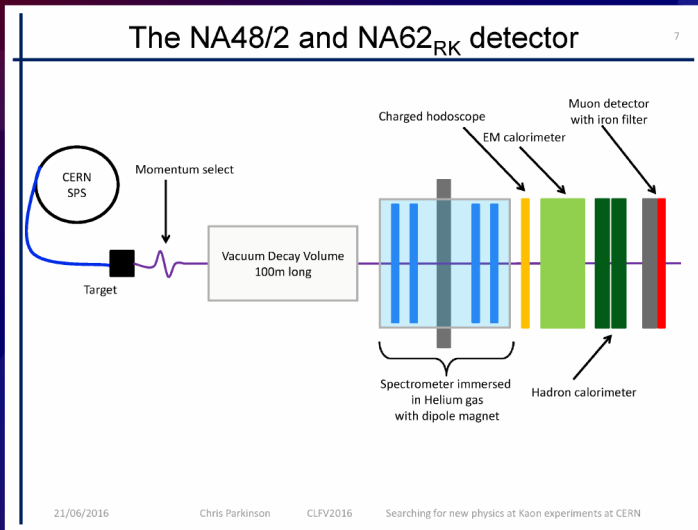 The NA48/2 and NA62RK detector
7
Muon detector
with iron filter
Charged hodoscope
EM calorimeter
CERN
SPS
Momentum select
Vacuum Decay Volume
100m long
Target
Spectrometer immersed
in Helium gas
with dipole magnet
Hadron calorimeter
21/06/2016 Chris Parkinson CLFV2016 Searching for new physics at Kaon experiments at CERN